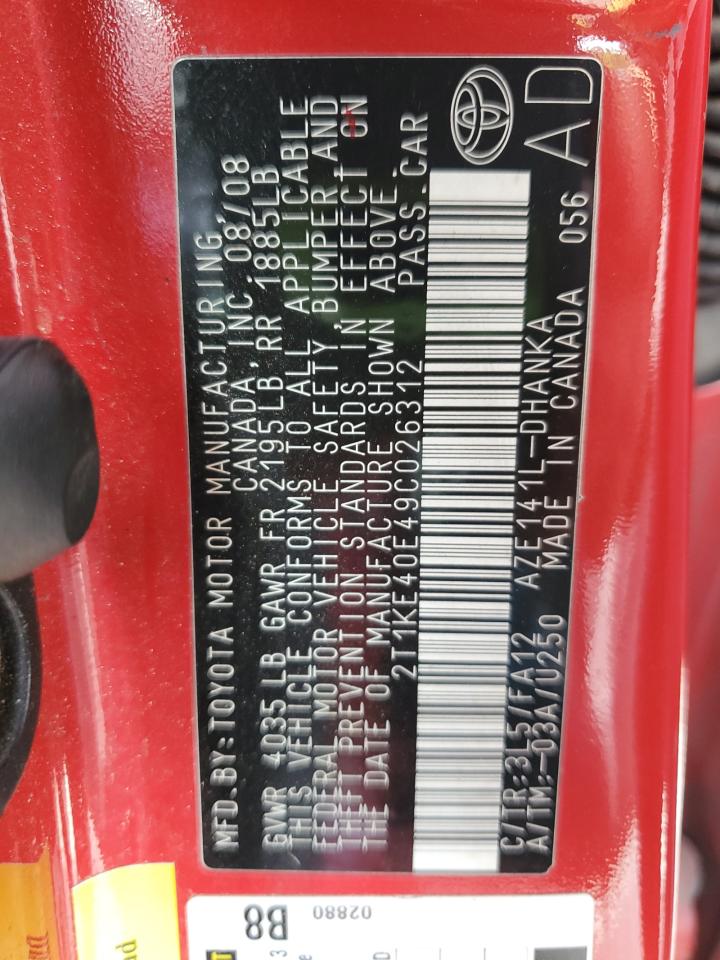 MFD.BY:TOYOTA MOTOR MANUFACTURING
CANADA,INC.08/08
GVWR 4035LB GAWR FR 2195LB,RR 1885LB
THIS VEHICLE CONFORMS TO ALL APPLICABLE
FEDERAL MOTOR VEHICLE SAFETY,BUMPER AND
THEFT PREVENTION STANDARDS IN EFFECT ON
THE DATE OF MANUFACTURE SHOWN ABOVE.
2T1KE40E49C026312 PASS.CAR
C/TR:3L5/FA12 AZE141L-DHANKA
A/TM:-03A/U250 MADE IN CANADA 056 AD
B8
02880